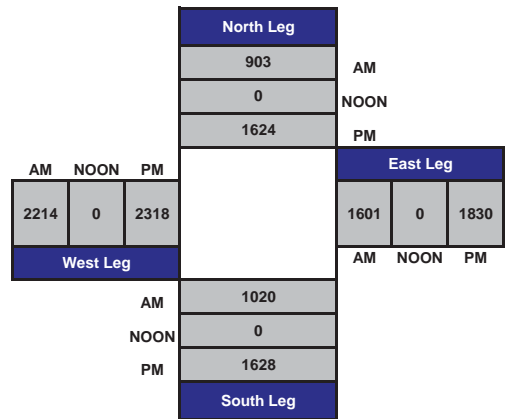 North Leg
903 AM
0 NOON
1624 PM
East Leg
AM NOON PM
2214 0 2318
1601 0 1830
West Leg
AM NOON PM
AM 1020
NOON 0
PM 1628
South Leg